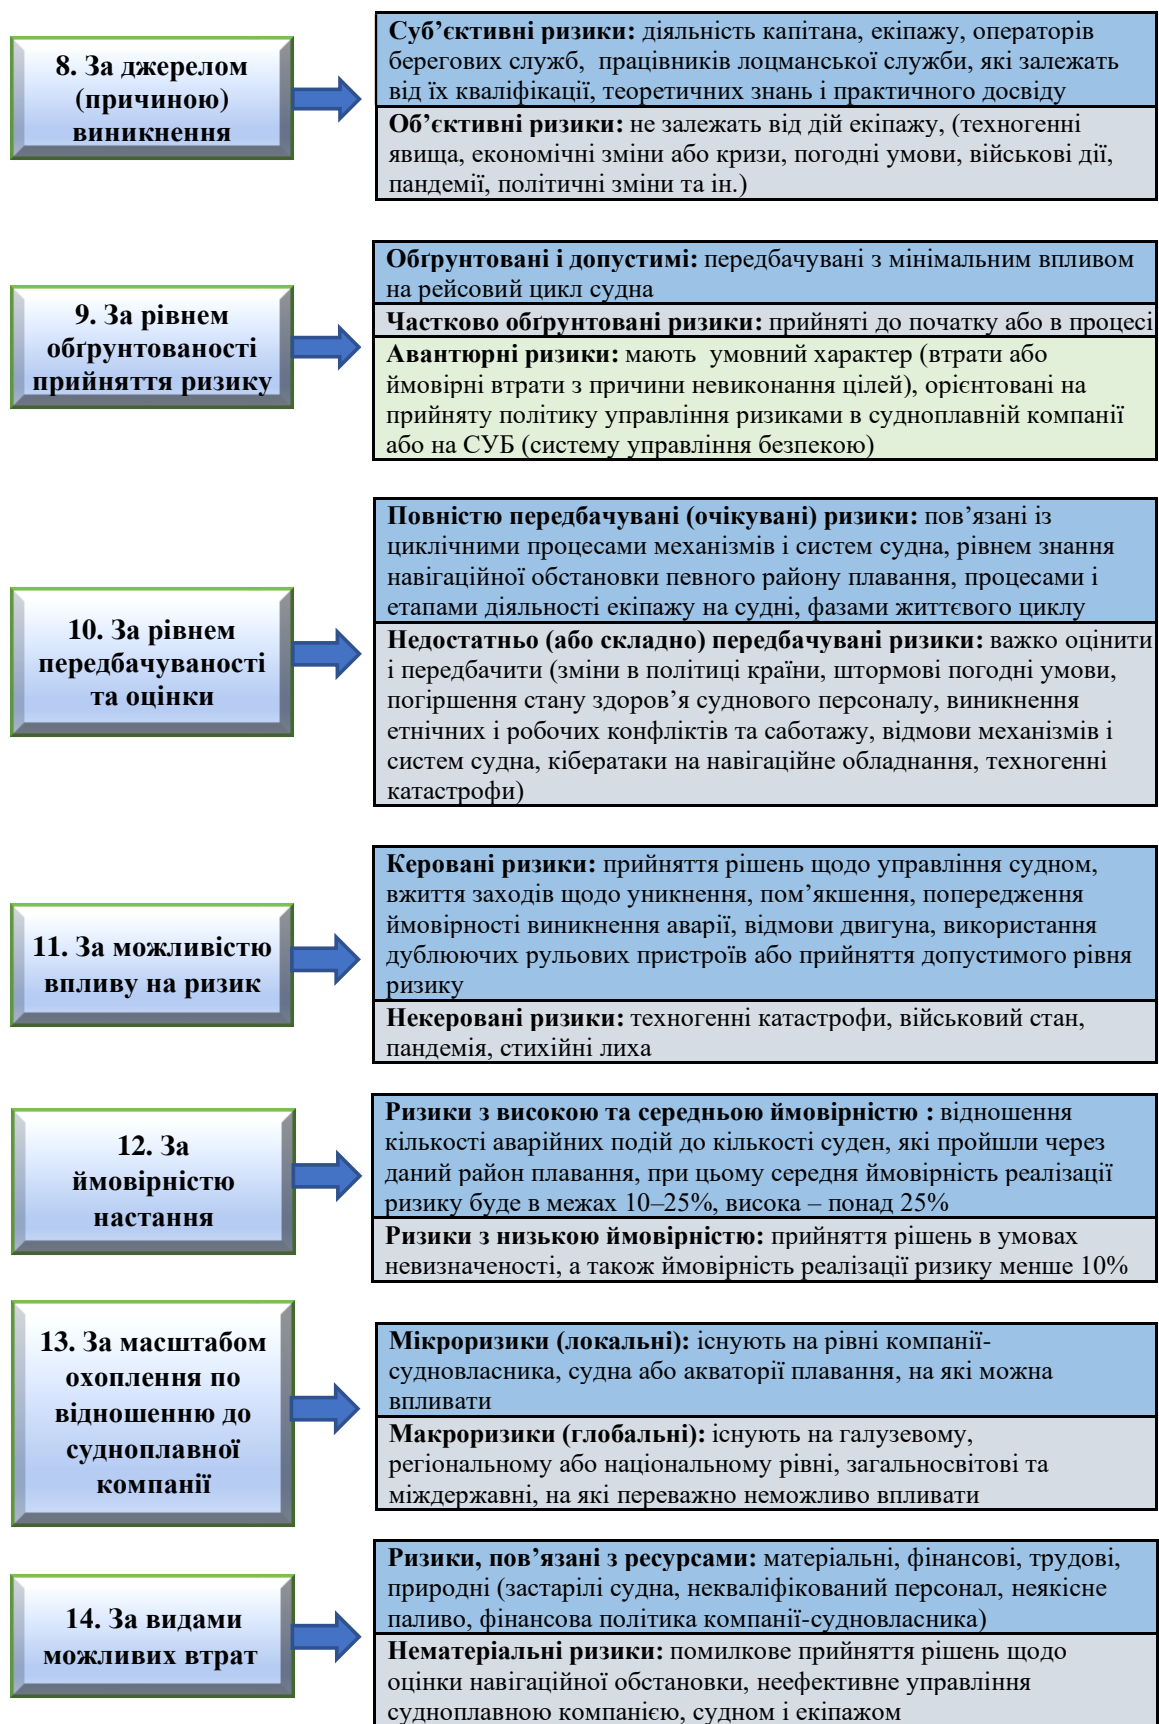 8. За джерелом
(причиною)
виникнення
Суб’єктивні ризики: діяльність капітана, екіпажу, операторів
берегових служб, працівників лоцманської служби, які залежать
від їх кваліфікації, теоретичних знань і практичного досвіду
Об’єктивні ризики: не залежать від дій екіпажу, (техногенні
явища, економічні зміни або кризи, погодні умови, військові дії,
пандемії, політичні зміни та ін.)
9. За рівнем
обґрунтованості
прийняття ризику
Обґрунтовані і допустимі: передбачувані з мінімальним впливом
на рейсовий цикл судна
Частково обґрунтовані ризики: прийняті до початку або в процесі
Авантюрні ризики: мають умовний характер (втрати або
ймовірні втрати з причини невиконання цілей), орієнтовані на
прийняту політику управління ризиками в судноплавній компанії
або на СУБ (систему управління безпекою)
10. За рівнем
передбачуваності
та оцінки
Повністю передбачувані (очікувані) ризики: пов’язані із
циклічними процесами механізмів і систем судна, рівнем знання
навігаційної обстановки певного району плавання, процесами і
етапами діяльності екіпажу на судні, фазами життєвого циклу
Недостатньо (або складно) передбачувані ризики: важко оцінити
і передбачити (зміни в політиці країни, штормові погодні умови,
погіршення стану здоров’я суднового персоналу, виникнення
етнічних і робочих конфліктів та саботажу, відмови механізмів і
систем судна, кібератаки на навігаційне обладнання, техногенні
катастрофи)
11. За можливістю
впливу на ризик
Керовані ризики: прийняття рішень щодо управління судном,
вжиття заходів щодо уникнення, пом’якшення, попередження
ймовірності виникнення аварії, відмови двигуна, використання
дублюючих рульових пристроїв або прийняття допустимого рівня
ризику
Некеровані ризики: техногенні катастрофи, військовий стан,
пандемія, стихійні лиха
12. За
ймовірністю
настання
Ризики з високою та середньою ймовірністю : відношення
кількості аварійних подій до кількості суден, які пройшли через
даний район плавання, при цьому середня ймовірність реалізації
ризику буде в межах 10–25%, висока – понад 25%
Ризики з низькою ймовірністю: прийняття рішень в умовах
невизначеності, а також ймовірність реалізації ризику менше 10%
13. За масштабом
охоплення по
відношенню до
судноплавної
компанії
Мікроризики (локальні): існують на рівні компанії-
судновласника, судна або акваторії плавання, на які можна
впливати
Макроризики (глобальні): існують на галузевому,
регіональному або національному рівні, загальносвітові та
міждержавні, на які переважно неможливо впливати
14. За видами
можливих втрат
Ризики, пов’язані з ресурсами: матеріальні, фінансові, трудові,
природні (застарілі судна, некваліфікований персонал, неякісне
паливо, фінансова політика компанії-судновласника)
Нематеріальні ризики: помилкове прийняття рішень щодо
оцінки навігаційної обстановки, неефективне управління
судноплавною компанією, судном і екіпажом